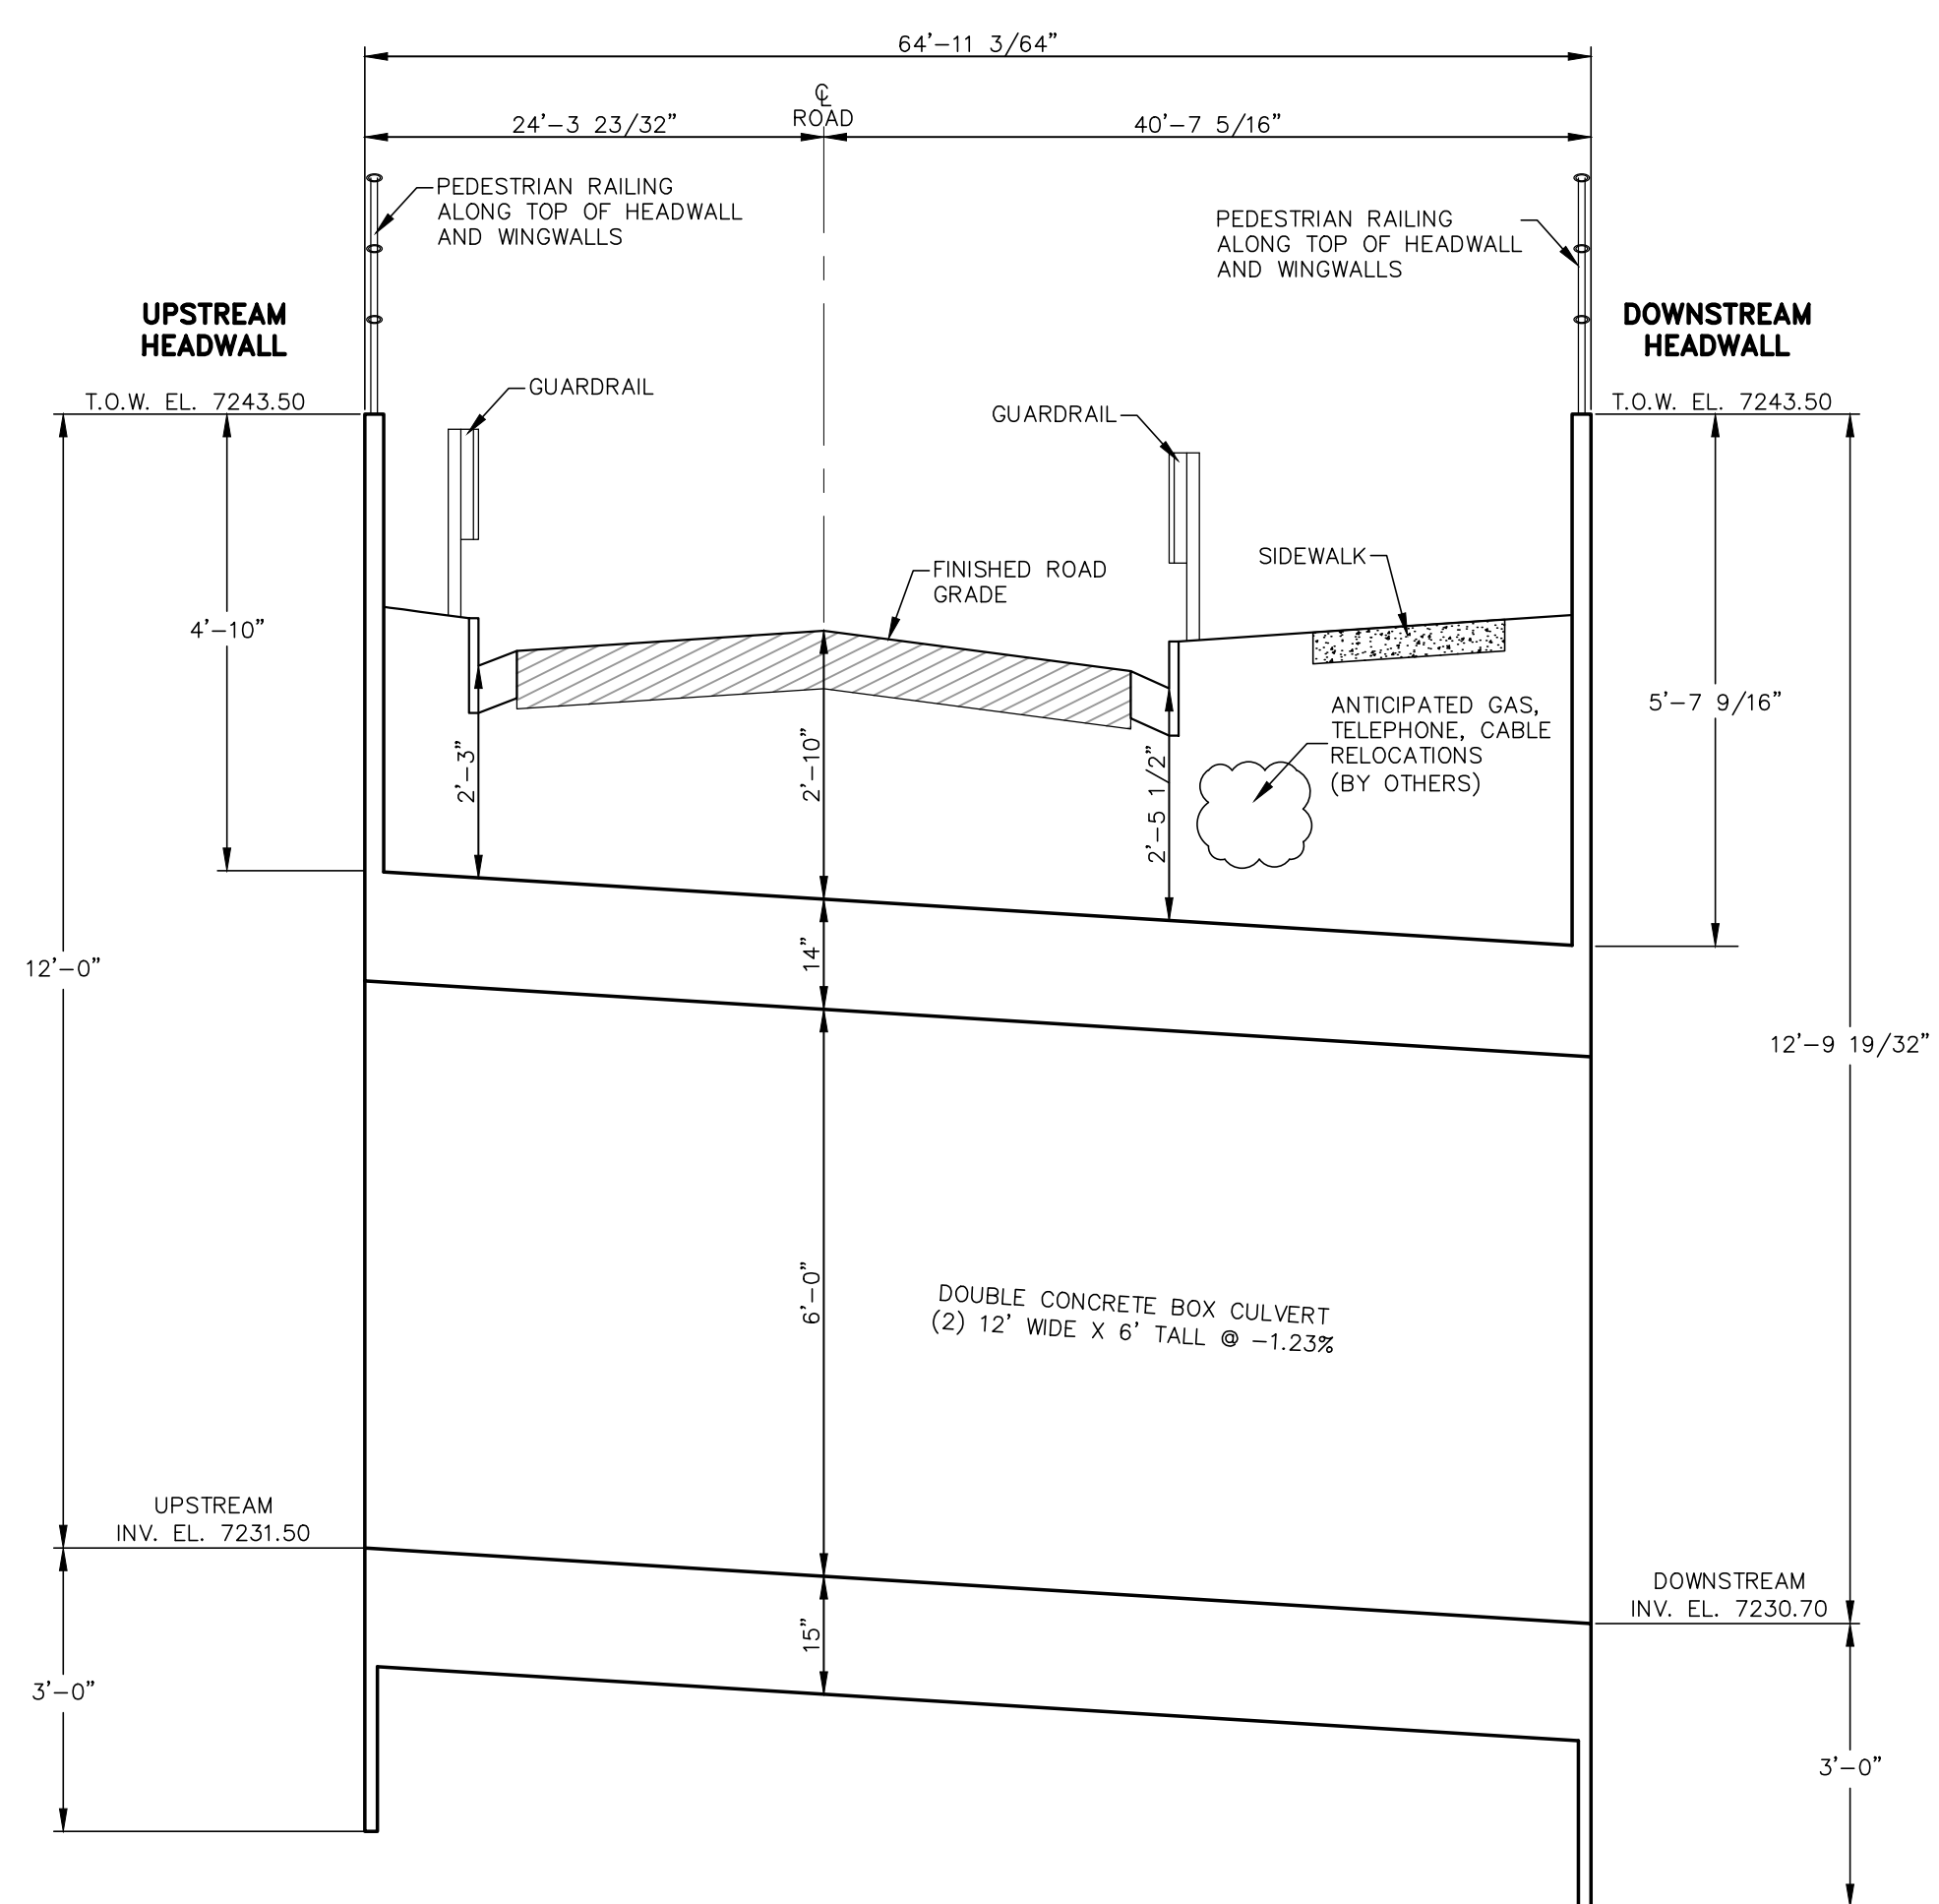 64'-11 3/64"
℄
ROAD
24'-3 23/32"
40'-7 5/16"
PEDESTRIAN RAILING
ALONG TOP OF HEADWALL
AND WINGWALLS
PEDESTRIAN RAILING
ALONG TOP OF HEADWALL
AND WINGWALLS
UPSTREAM
HEADWALL
DOWNSTREAM
HEADWALL
T.O.W. EL. 7243.50
GUARDRAIL
GUARDRAIL
T.O.W. EL. 7243.50
FINISHED ROAD
GRADE
SIDEWALK
4'-10"
5'-7 9/16"
ANTICIPATED GAS,
TELEPHONE, CABLE
RELOCATIONS
(BY OTHERS)
2'-3"
2'-10"
2'-5 1/2"
14"
12'-0"
12'-9 19/32"
6'-0"
DOUBLE CONCRETE BOX CULVERT
(2) 12' WIDE X 6' TALL @ -1.23%
UPSTREAM
INV. EL. 7231.50
DOWNSTREAM
INV. EL. 7230.70
15"
3'-0"
3'-0"